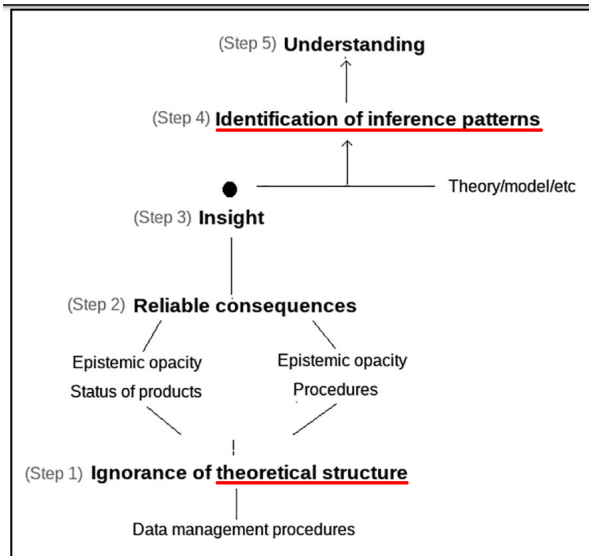 (Step 5) Understanding
(Step 4) Identification of inference patterns
Theory/model/etc
(Step 3) Insight
(Step 2) Reliable consequences
Epistemic opacity
Status of products
Epistemic opacity
Procedures
(Step 1) Ignorance of theoretical structure
Data management procedures